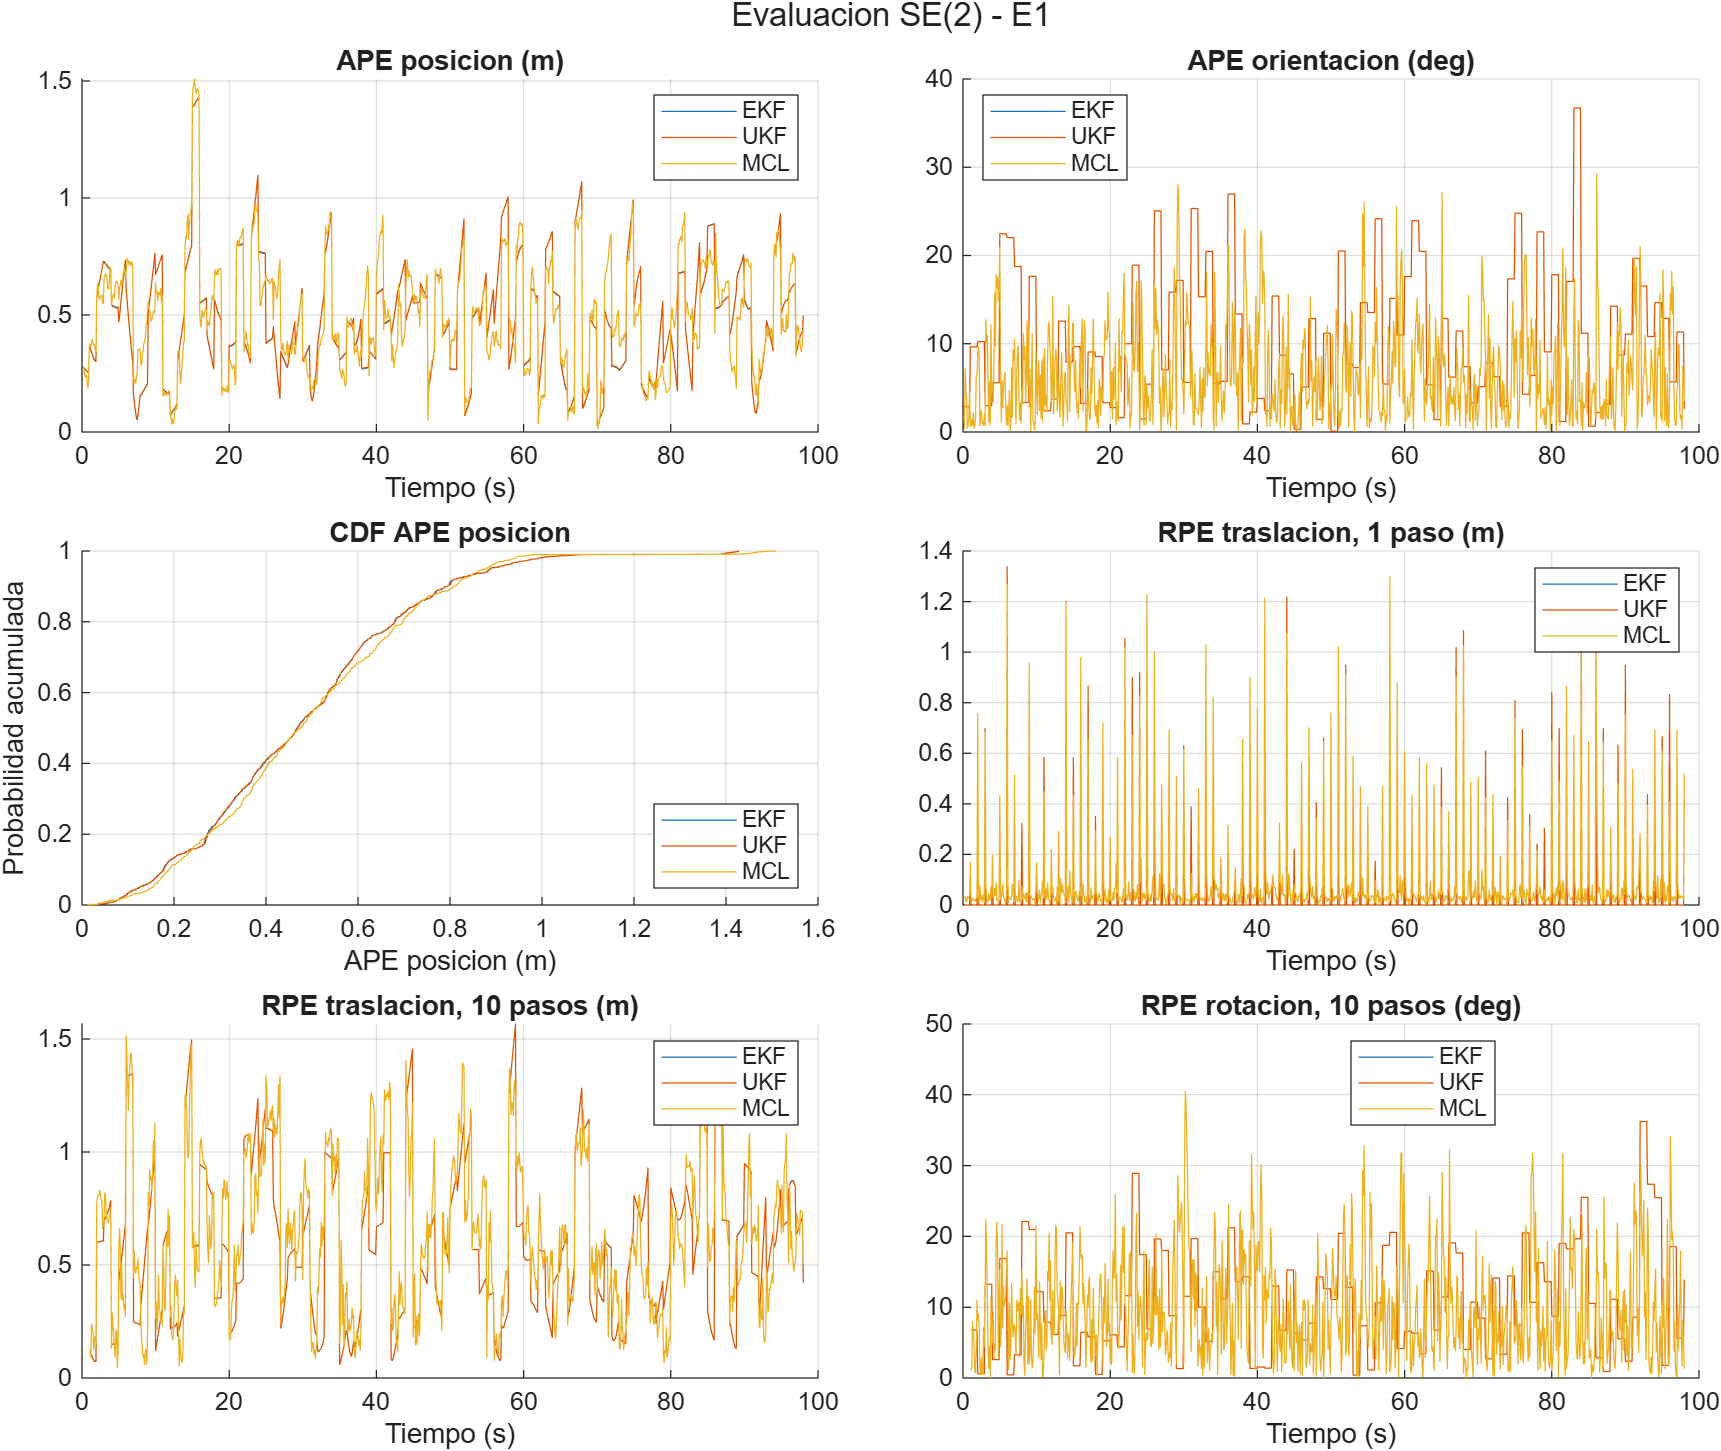 Evaluacion SE(2) - E1
APE posicion (m)
1.5
1
0.5
0
0 20 40 60 80 100
Tiempo (s)
EKF
UKF
MCL
APE orientacion (deg)
40
30
20
10
0
0 20 40 60 80 100
Tiempo (s)
EKF
UKF
MCL
CDF APE posicion
Probabilidad acumulada
1
0.8
0.6
0.4
0.2
0
0 0.2 0.4 0.6 0.8 1 1.2 1.4 1.6
APE posicion (m)
EKF
UKF
MCL
RPE traslacion, 1 paso (m)
1.4
1.2
1
0.8
0.6
0.4
0.2
0
0 20 40 60 80 100
Tiempo (s)
EKF
UKF
MCL
RPE traslacion, 10 pasos (m)
1.5
1
0.5
0
0 20 40 60 80 100
Tiempo (s)
EKF
UKF
MCL
RPE rotacion, 10 pasos (deg)
50
40
30
20
10
0
0 20 40 60 80 100
Tiempo (s)
EKF
UKF
MCL